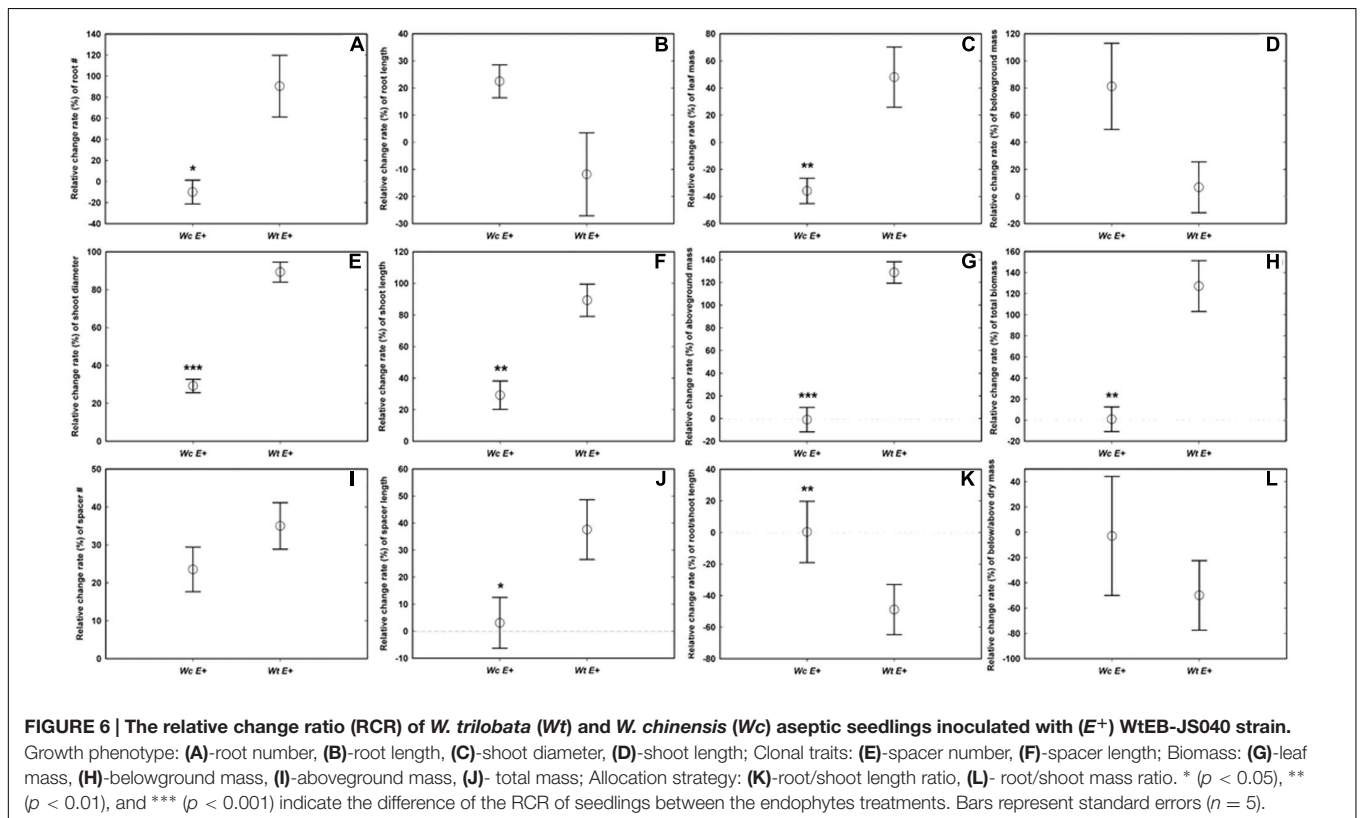 A
Relative change rate (%) of root #
140
120
100
80
60
40
20
0
-20
-40
*
Wc E+ Wt E+
B
Relative change rate (%) of root length
40
30
20
10
0
-10
-20
-30
Wc E+ Wt E+
C
Relative change rate (%) of leaf mass
80
60
40
20
0
-20
-40
-60
**
Wc E+ Wt E+
D
Relative change rate (%) of belowground mass
120
100
80
60
40
20
0
-20
Wc E+ Wt E+
E
Relative change rate (%) of shoot diameter
100
80
60
40
20
0
***
Wc E+ Wt E+
F
Relative change rate (%) of shoot length
120
100
80
60
40
20
0
**
Wc E+ Wt E+
G
Relative change rate (%) of aboveground mass
140
120
100
80
60
40
20
0
-20
***
Wc E+ Wt E+
H
Relative change rate (%) of total biomass
160
140
120
100
80
60
40
20
0
-20
**
Wc E+ Wt E+
I
Relative change rate (%) of spacer #
50
40
30
20
10
0
Wc E+ Wt E+
J
Relative change rate (%) of spacer length
60
50
40
30
20
10
0
-10
*
Wc E+ Wt E+
K
Relative change rate (%) of root/shoot length
40
20
0
-20
-40
-60
-80
**
Wc E+ Wt E+
L
Relative change rate (%) of below/above dry mass
40
20
0
-20
-40
-60
-80
-100
Wc E+ Wt E+
FIGURE 6 | The relative change ratio (RCR) of W. trilobata (Wt) and W. chinensis (Wc) aseptic seedlings inoculated with (E+) WtEB-JS040 strain.
Growth phenotype: (A)-root number, (B)-root length, (C)-shoot diameter, (D)-shoot length; Clonal traits: (E)-spacer number, (F)-spacer length; Biomass: (G)-leaf
mass, (H)-belowground mass, (I)-aboveground mass, (J)- total mass; Allocation strategy: (K)-root/shoot length ratio, (L)- root/shoot mass ratio. * (p < 0.05), **
(p < 0.01), and *** (p < 0.001) indicate the difference of the RCR of seedlings between the endophytes treatments. Bars represent standard errors (n = 5).